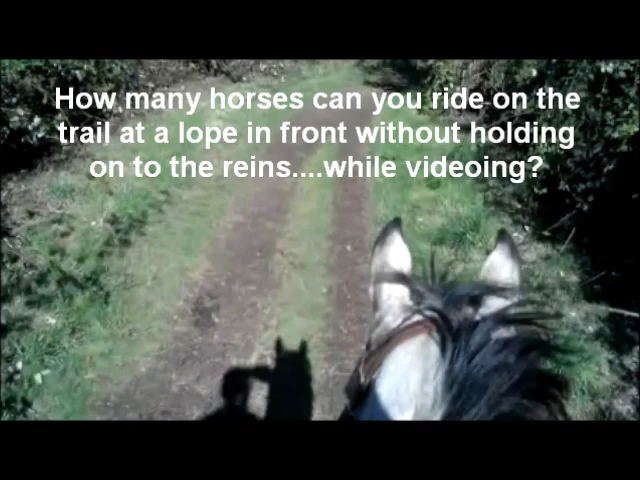 How many horses can you ride on the
trail at a lope in front without holding
on to the reins....while videoing?